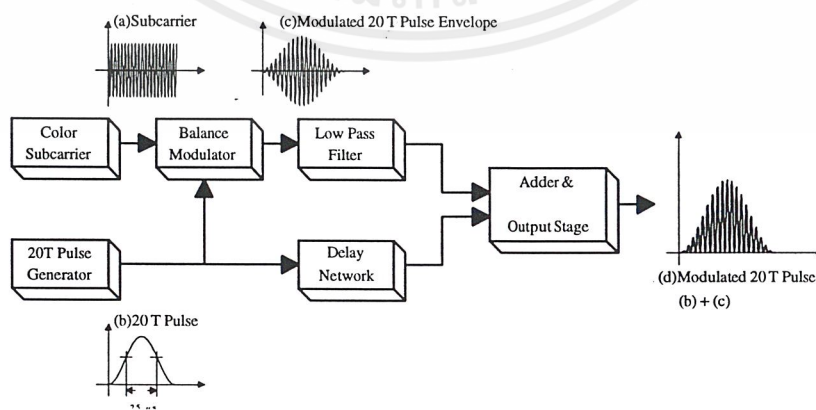 (a)Subcarrier
(c)Modulated 20 T Pulse Envelope
Color
Subcarrier
Balance
Modulator
Low Pass
Filter
Adder &
Output Stage
20T Pulse
Generator
Delay
Network
(d)Modulated 20 T Pulse
(b) + (c)
(b)20 T Pulse